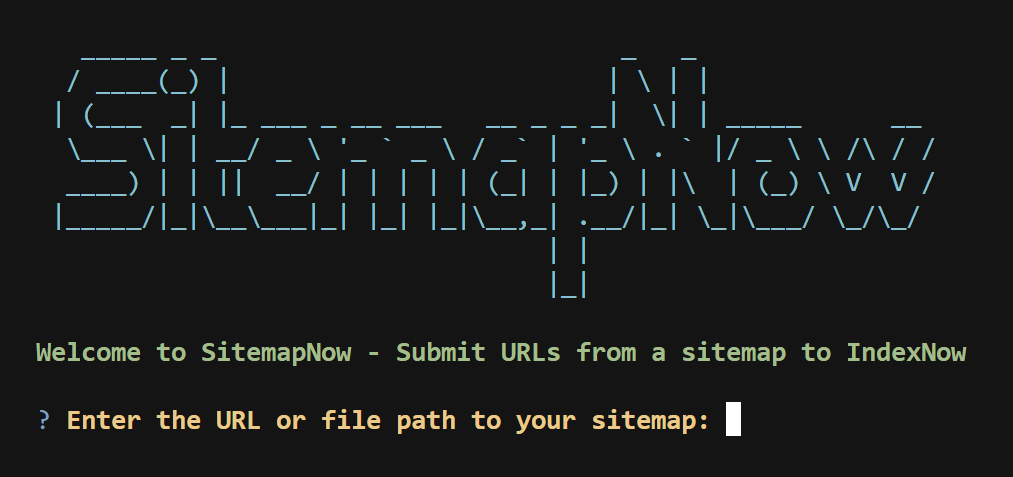 SitemapNow
Welcome to SitemapNow - Submit URLs from a sitemap to IndexNow
? Enter the URL or file path to your sitemap: